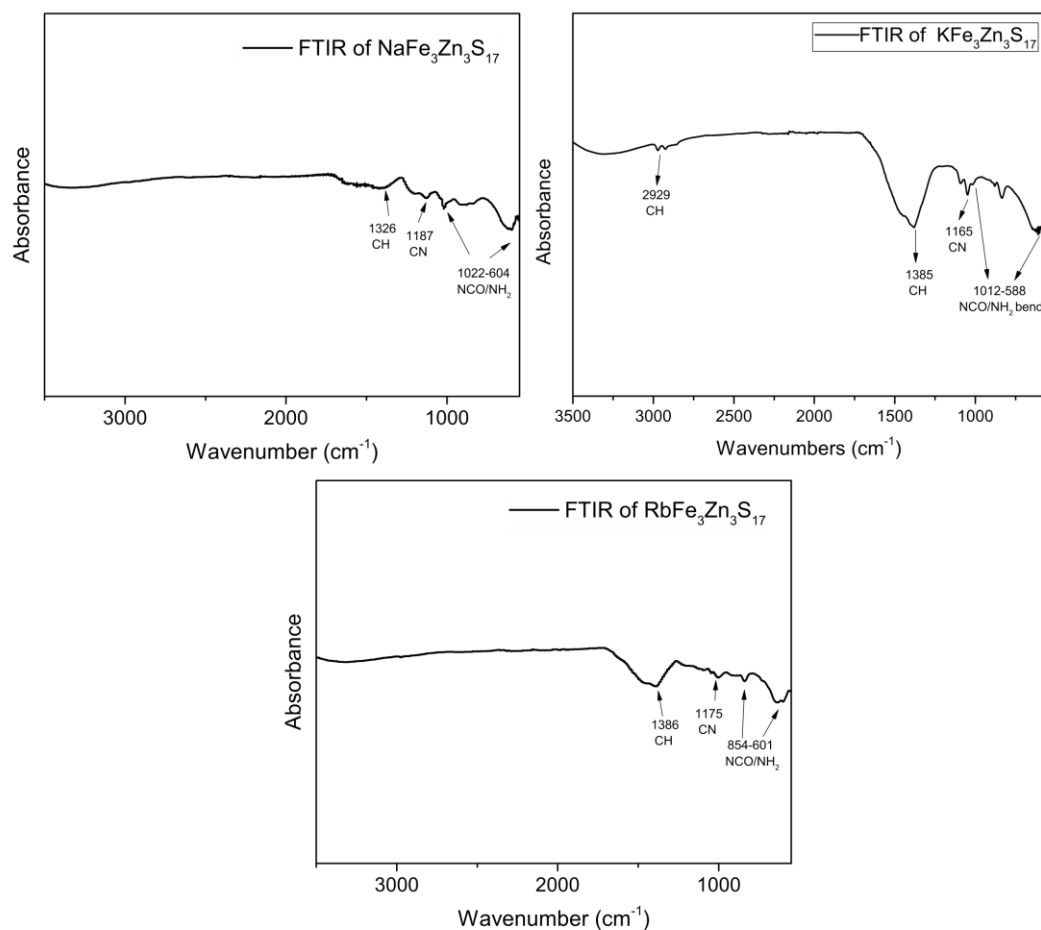 FTIR of NaFe₃Zn₃S₁₇
Absorbance
1326
CH
1187
CN
1022-604
NCO/NH₂
3000 2000 1000
Wavenumber (cm⁻¹)
FTIR of KFe₃Zn₃S₁₇
Absorbance
2929
CH
1385
CH
1165
CN
1012-588
NCO/NH₂ bend
3500 3000 2500 2000 1500 1000
Wavenumbers (cm⁻¹)
FTIR of RbFe₃Zn₃S₁₇
Absorbance
1386
CH
1175
CN
854-601
NCO/NH₂
3000 2000 1000
Wavenumber (cm⁻¹)